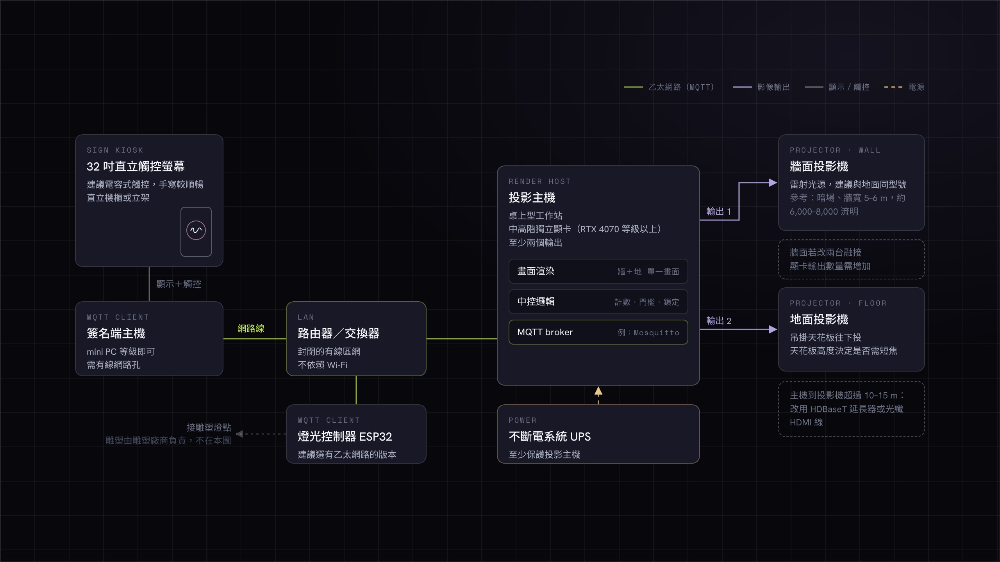 乙太網路 (MQTT)
影像輸出
顯示 / 觸控
電源
SIGN KIOSK
32 吋直立觸控螢幕
建議電容式觸控，手寫較順暢
直立機櫃或立架
顯示＋觸控
MQTT CLIENT
簽名端主機
mini PC 等級即可
需有線網路孔
網路線
LAN
路由器／交換器
封閉的有線區網
不依賴 Wi-Fi
MQTT CLIENT
燈光控制器 ESP32
建議選有乙太網路的版本
接雕塑燈點
雕塑由雕塑廠商負責，不在本圖
RENDER HOST
投影主機
桌上型工作站
中高階獨立顯卡（RTX 4070 等級以上）
至少兩個輸出
畫面渲染
牆＋地 單一畫面
中控邏輯
計數 · 門檻 · 鎖定
MQTT broker
例：Mosquitto
POWER
不斷電系統 UPS
至少保護投影主機
輸出 1
輸出 2
PROJECTOR · WALL
牆面投影機
雷射光源，建議與地面同型號
參考：暗場、牆寬 5–6 m，約
6,000–8,000 流明
牆面若改兩台融接
顯卡輸出數量需增加
PROJECTOR · FLOOR
地面投影機
吊掛天花板往下投
天花板高度決定是否需短焦
主機到投影機超過 10–15 m：
改用 HDBaseT 延長器或光纖
HDMI 線